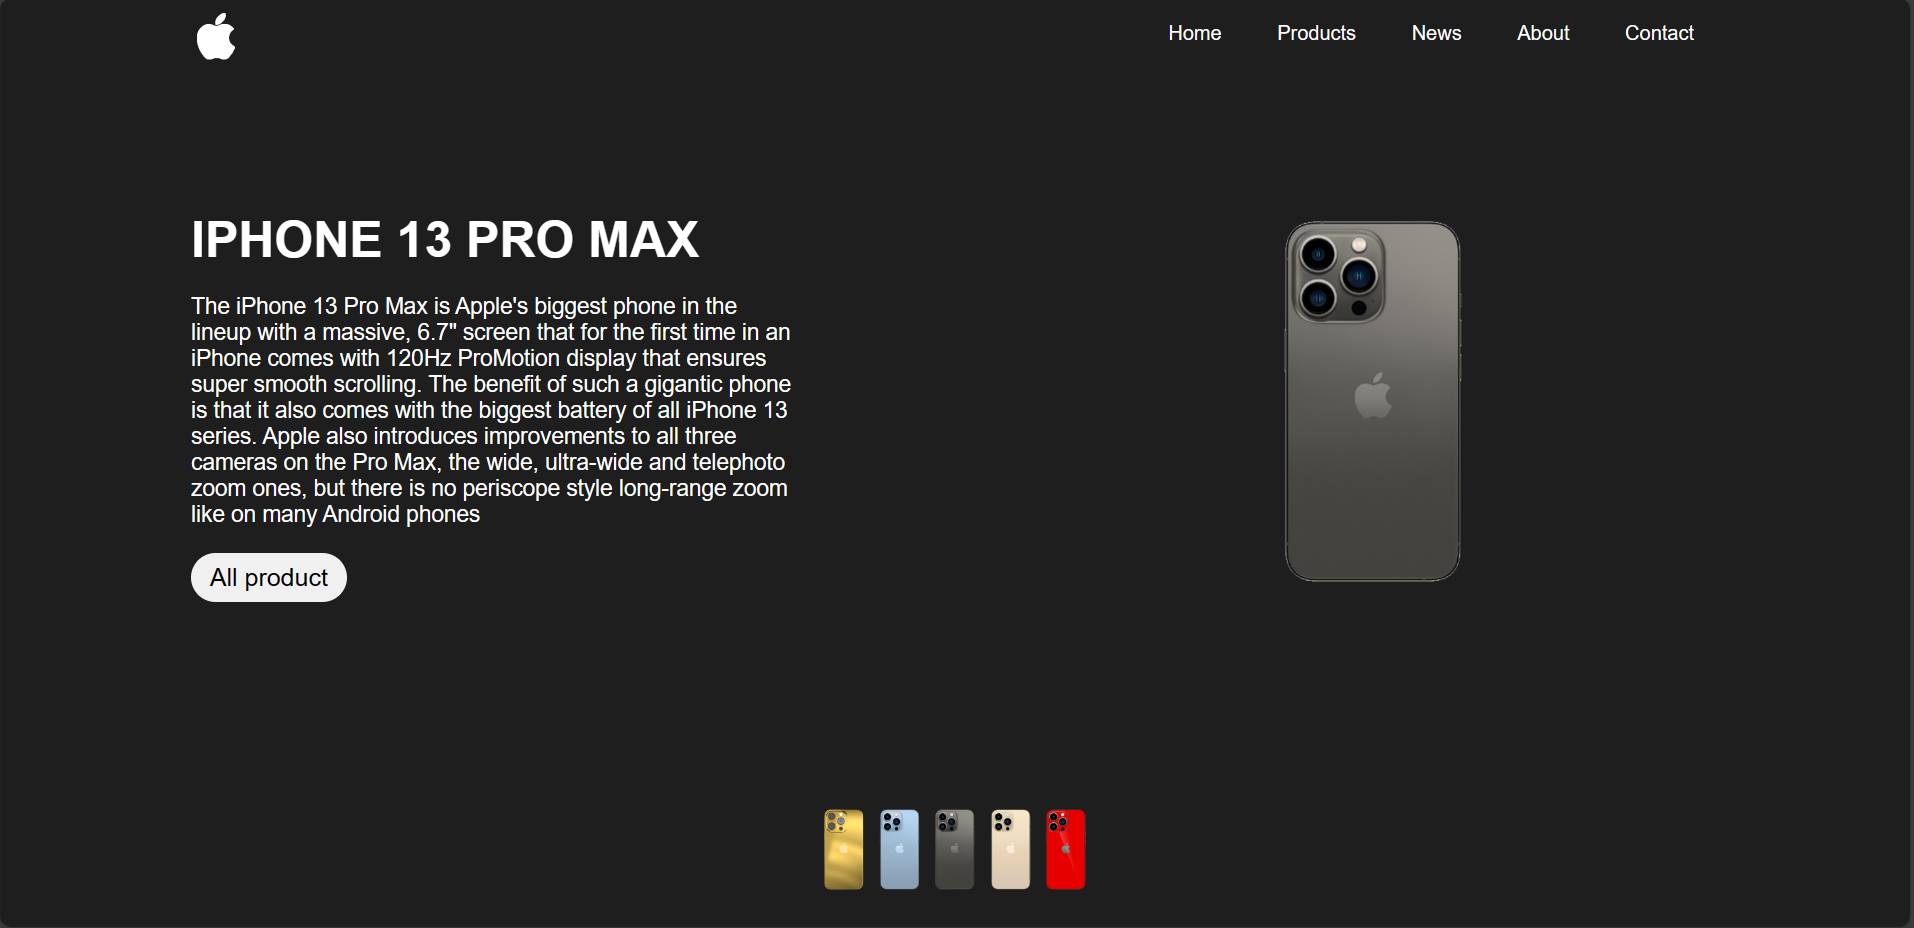 Home Products News About Contact
IPHONE 13 PRO MAX
The iPhone 13 Pro Max is Apple's biggest phone in the
lineup with a massive, 6.7" screen that for the first time in an
iPhone comes with 120Hz ProMotion display that ensures
super smooth scrolling. The benefit of such a gigantic phone
is that it also comes with the biggest battery of all iPhone 13
series. Apple also introduces improvements to all three
cameras on the Pro Max, the wide, ultra-wide and telephoto
zoom ones, but there is no periscope style long-range zoom
like on many Android phones
All product